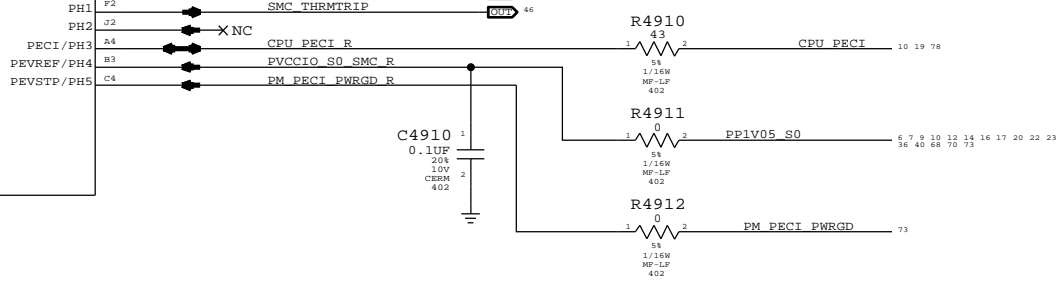 PH1 F2 SMC_THRMTRIP OUT 46
PH2 J2 NC
PECI/PH3 A4 CPU_PECI_R
PEVREF/PH4 B3 PVCCIO_S0_SMC_R
PEVSTP/PH5 C4 PM_PECI_PWRGD_R
R4910
43
1 2 CPU_PECI 10 19 78
5%
1/16W
MF-LF
402
C4910 1
0.1UF
20%
10V
CERM 2
402
R4911
0
1 2 PP1V05_S0 6 7 9 10 12 14 16 17 20 22 23
36 40 68 70 73
5%
1/16W
MF-LF
402
R4912
0
1 2 PM_PECI_PWRGD 73
5%
1/16W
MF-LF
402